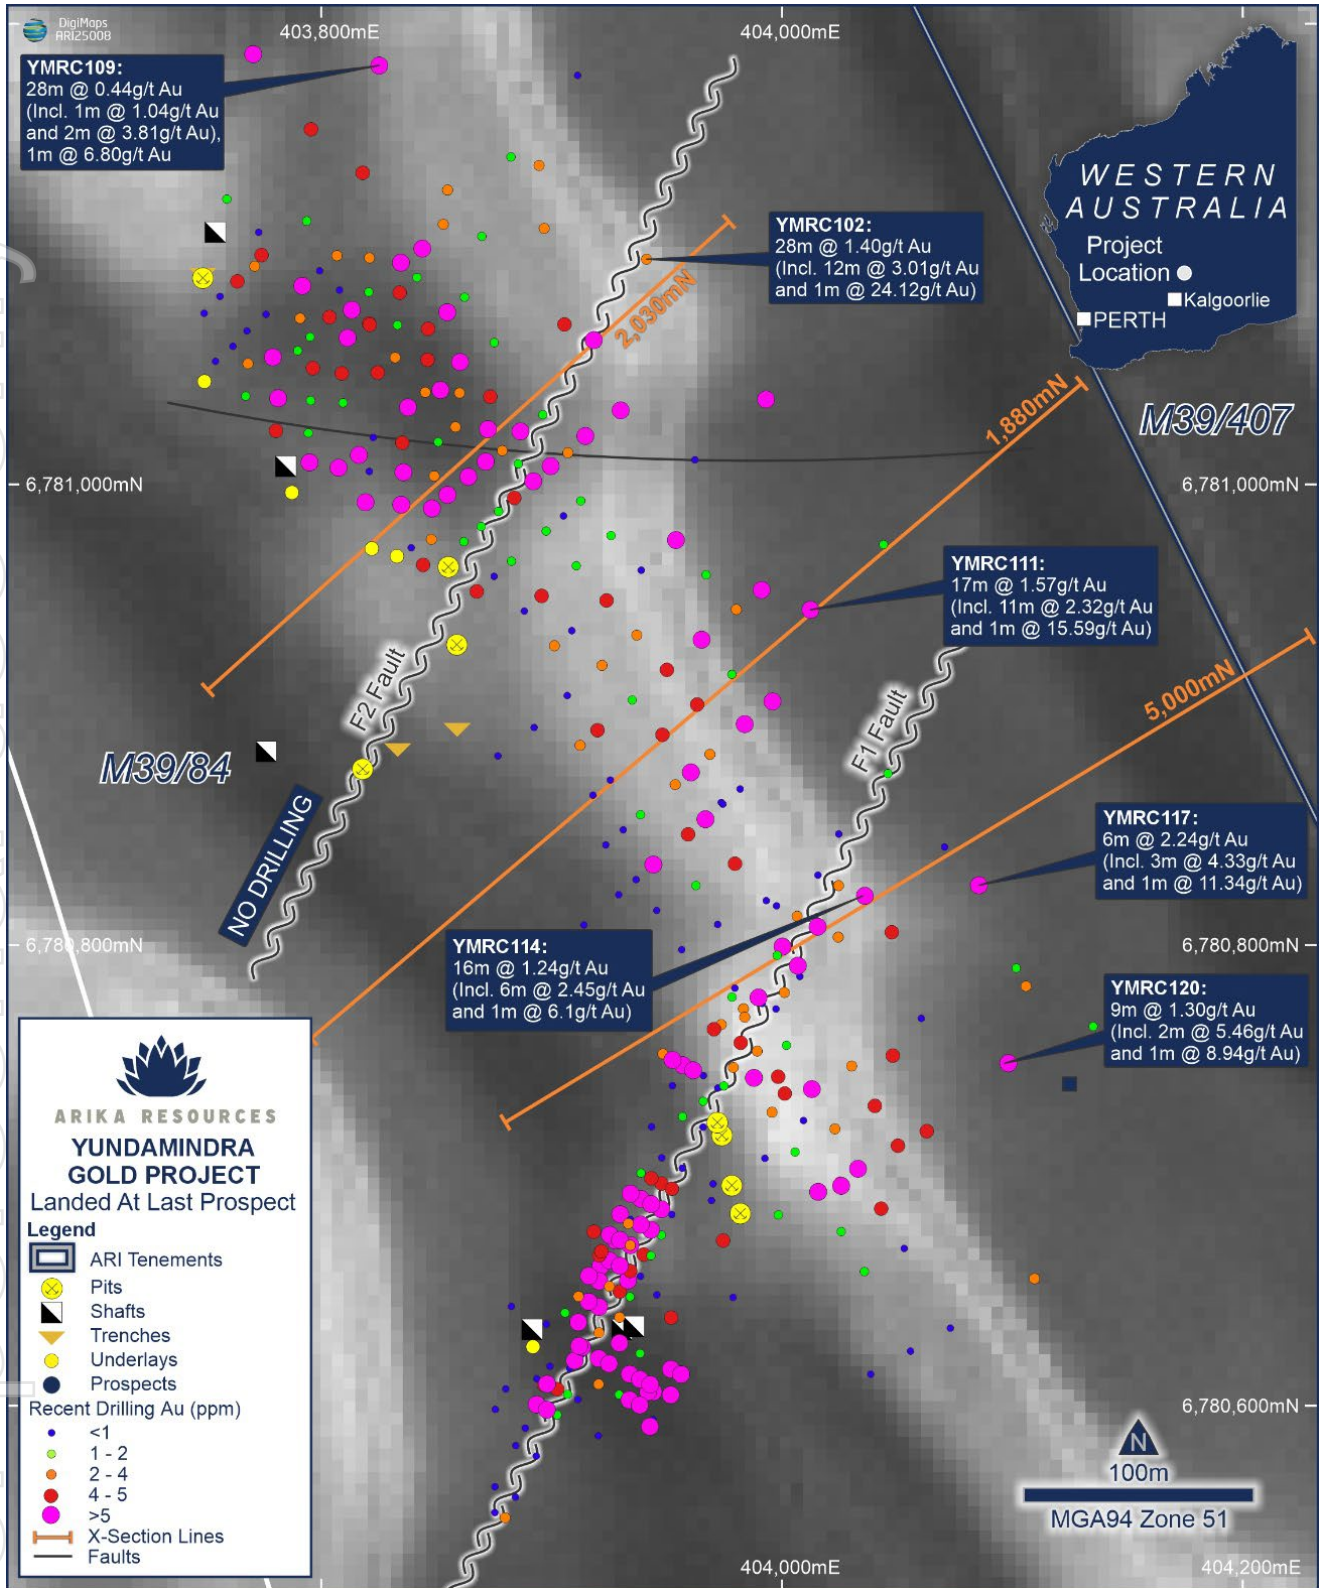 DigiMaps
ARI25008
403,800mE
404,000mE
YMRC109:
28m @ 0.44g/t Au
(Incl. 1m @ 1.04g/t Au
and 2m @ 3.81g/t Au),
1m @ 6.80g/t Au
WESTERN
AUSTRALIA
Project
Location
Kalgoorlie
PERTH
YMRC102:
28m @ 1.40g/t Au
(Incl. 12m @ 3.01g/t Au
and 1m @ 24.12g/t Au)
2,030mN
1,880mN
M39/407
6,781,000mN
6,781,000mN
YMRC111:
17m @ 1.57g/t Au
(Incl. 11m @ 2.32g/t Au
and 1m @ 15.59g/t Au)
5,000mN
F2 Fault
F1 Fault
M39/84
NO DRILLING
YMRC117:
6m @ 2.24g/t Au
(Incl. 3m @ 4.33g/t Au
and 1m @ 11.34g/t Au)
6,780,800mN
6,780,800mN
YMRC114:
16m @ 1.24g/t Au
(Incl. 6m @ 2.45g/t Au
and 1m @ 6.1g/t Au)
YMRC120:
9m @ 1.30g/t Au
(Incl. 2m @ 5.46g/t Au
and 1m @ 8.94g/t Au)
ARIKA RESOURCES
YUNDAMINDRA
GOLD PROJECT
Landed At Last Prospect
Legend
ARI Tenements
Pits
Shafts
Trenches
Underlays
Prospects
Recent Drilling Au (ppm)
<1
1 - 2
2 - 4
4 - 5
>5
X-Section Lines
Faults
6,780,600mN
N
100m
MGA94 Zone 51
404,000mE
404,200mE